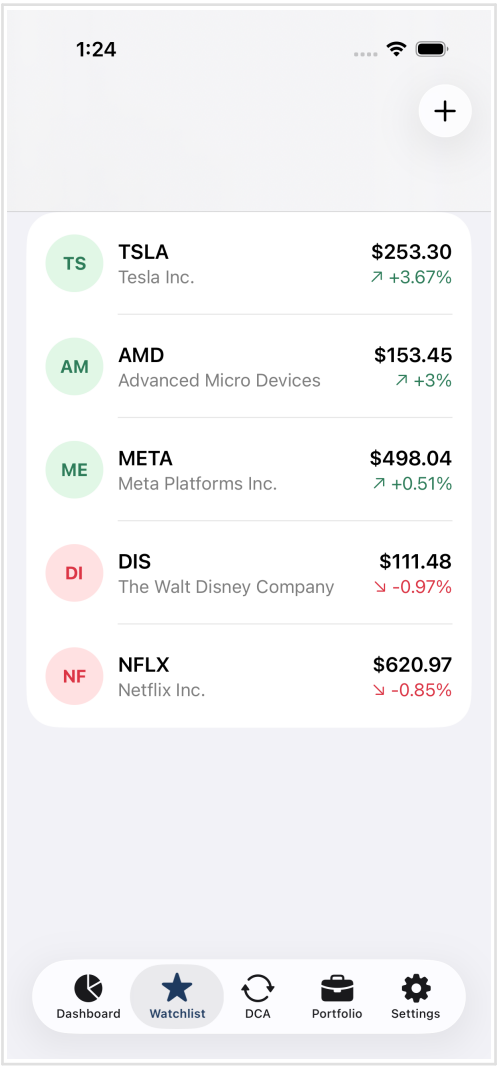 1:24
TS
TSLA
$253.30
Tesla Inc.
+3.67%
AM
AMD
$153.45
Advanced Micro Devices
+3%
ME
META
$498.04
Meta Platforms Inc.
+0.51%
DI
DIS
$111.48
The Walt Disney Company
-0.97%
NF
NFLX
$620.97
Netflix Inc.
-0.85%
Dashboard
Watchlist
DCA
Portfolio
Settings